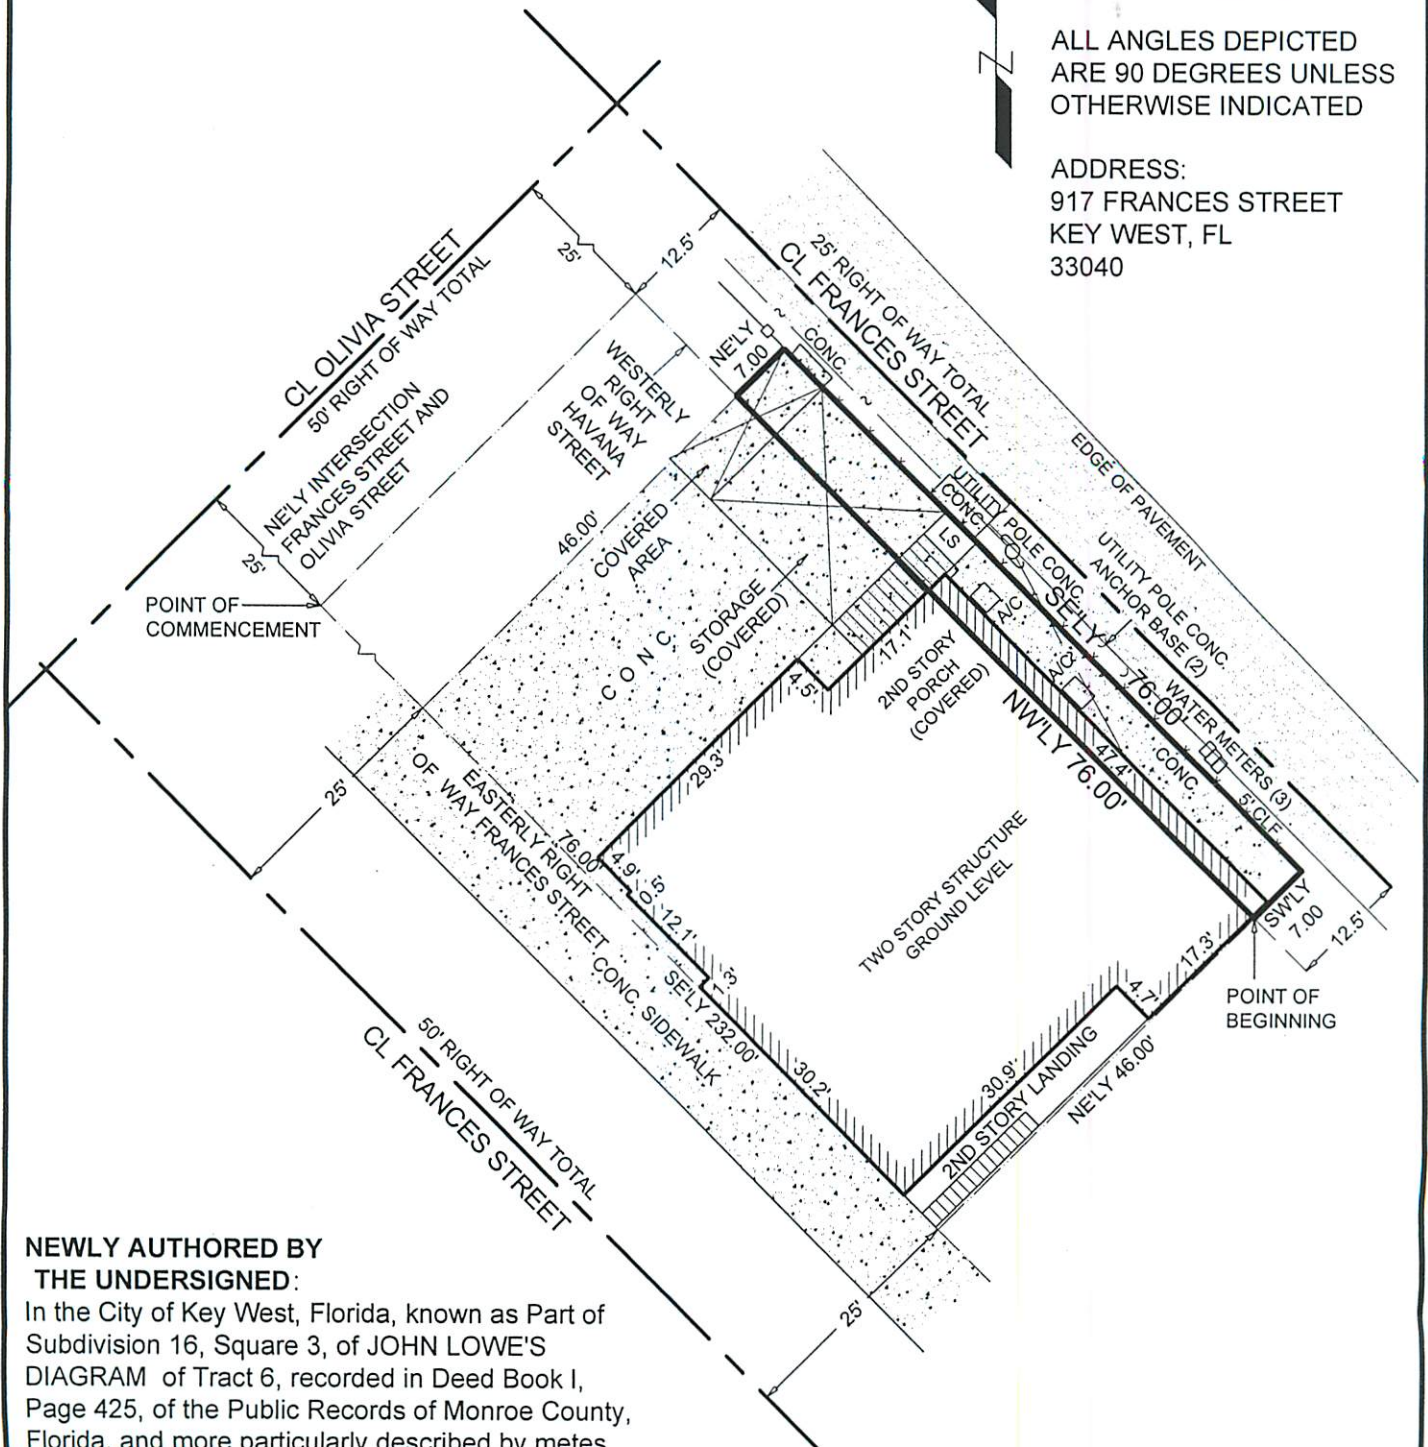 ALL ANGLES DEPICTED
ARE 90 DEGREES UNLESS
OTHERWISE INDICATED
ADDRESS:
917 FRANCES STREET
KEY WEST, FL
33040
N
CL OLIVIA STREET
50' RIGHT OF WAY TOTAL
NE'LY INTERSECTION
FRANCES STREET AND
OLIVIA STREET
25'
12.5'
25'
POINT OF
COMMENCEMENT
WESTERLY
RIGHT
OF WAY
HAVANA
STREET
NE'LY
7.00
CONC.
~
~
25' RIGHT OF WAY TOTAL
CL FRANCES STREET
EDGE OF PAVEMENT
46.00'
COVERED
AREA
CONC.
STORAGE
(COVERED)
CONC
LS
UTILITY POLE CONC.
UTILITY POLE CONC.
ANCHOR BASE (2)
A/C
A/C
SE'LY
76.00'
WATER METERS (3)
CONC.
5' CLF
4.5'
17.1'
2ND STORY
PORCH
(COVERED)
NW'LY 76.00'
47.4'
29.3'
25'
EASTERLY RIGHT
OF WAY FRANCES STREET
76.00'
4.9'
0.5
12.1'
1.3'
CONC. SIDEWALK
SE'LY 232.00'
TWO STORY STRUCTURE
GROUND LEVEL
SW'LY
7.00
12.5'
17.3'
4.7'
POINT OF
BEGINNING
30.2'
30.9'
2ND STORY LANDING
NE'LY 46.00'
50' RIGHT OF WAY TOTAL
CL FRANCES STREET
25'
NEWLY AUTHORED BY
THE UNDERSIGNED:
In the City of Key West, Florida, known as Part of
Subdivision 16, Square 3, of JOHN LOWE'S
DIAGRAM of Tract 6, recorded in Deed Book I,
Page 425, of the Public Records of Monroe County,
Florida, and more particularly described by metes